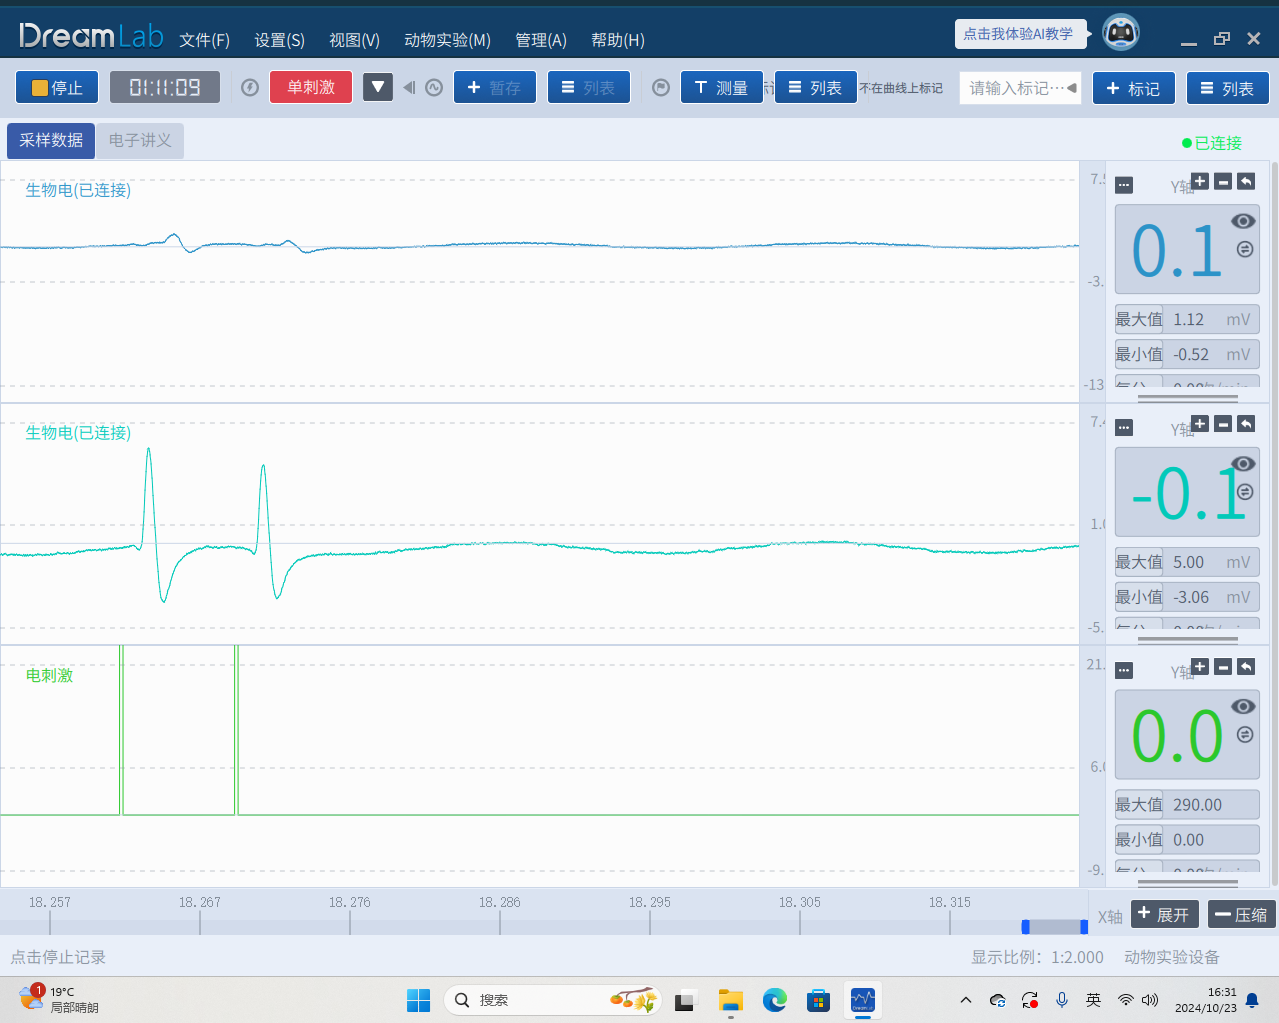 DreamLab 文件(F) 设置(S) 视图(V) 动物实验(M) 管理(A) 帮助(H) 点击我体验AI教学
停止 01:11:09 单刺激 暂存 列表 测量 列表 不在曲线上标记 请输入标记… 标记 列表
采样数据 电子讲义 已连接
生物电(已连接)
7.5
Y轴
0.1
-3.
最大值 1.12 mV
最小值 -0.52 mV
-13
生物电(已连接)
7.4
Y轴
-0.1
1.0
最大值 5.00 mV
最小值 -3.06 mV
-5.
电刺激
21.
Y轴
0.0
6.0
最大值 290.00
最小值 0.00
-9.
18.257 18.267 18.276 18.286 18.295 18.305 18.315
X轴 展开 压缩
点击停止记录 显示比例：1:2.000 动物实验设备
1 19°C
局部晴朗
搜索
英
16:31
2024/10/23